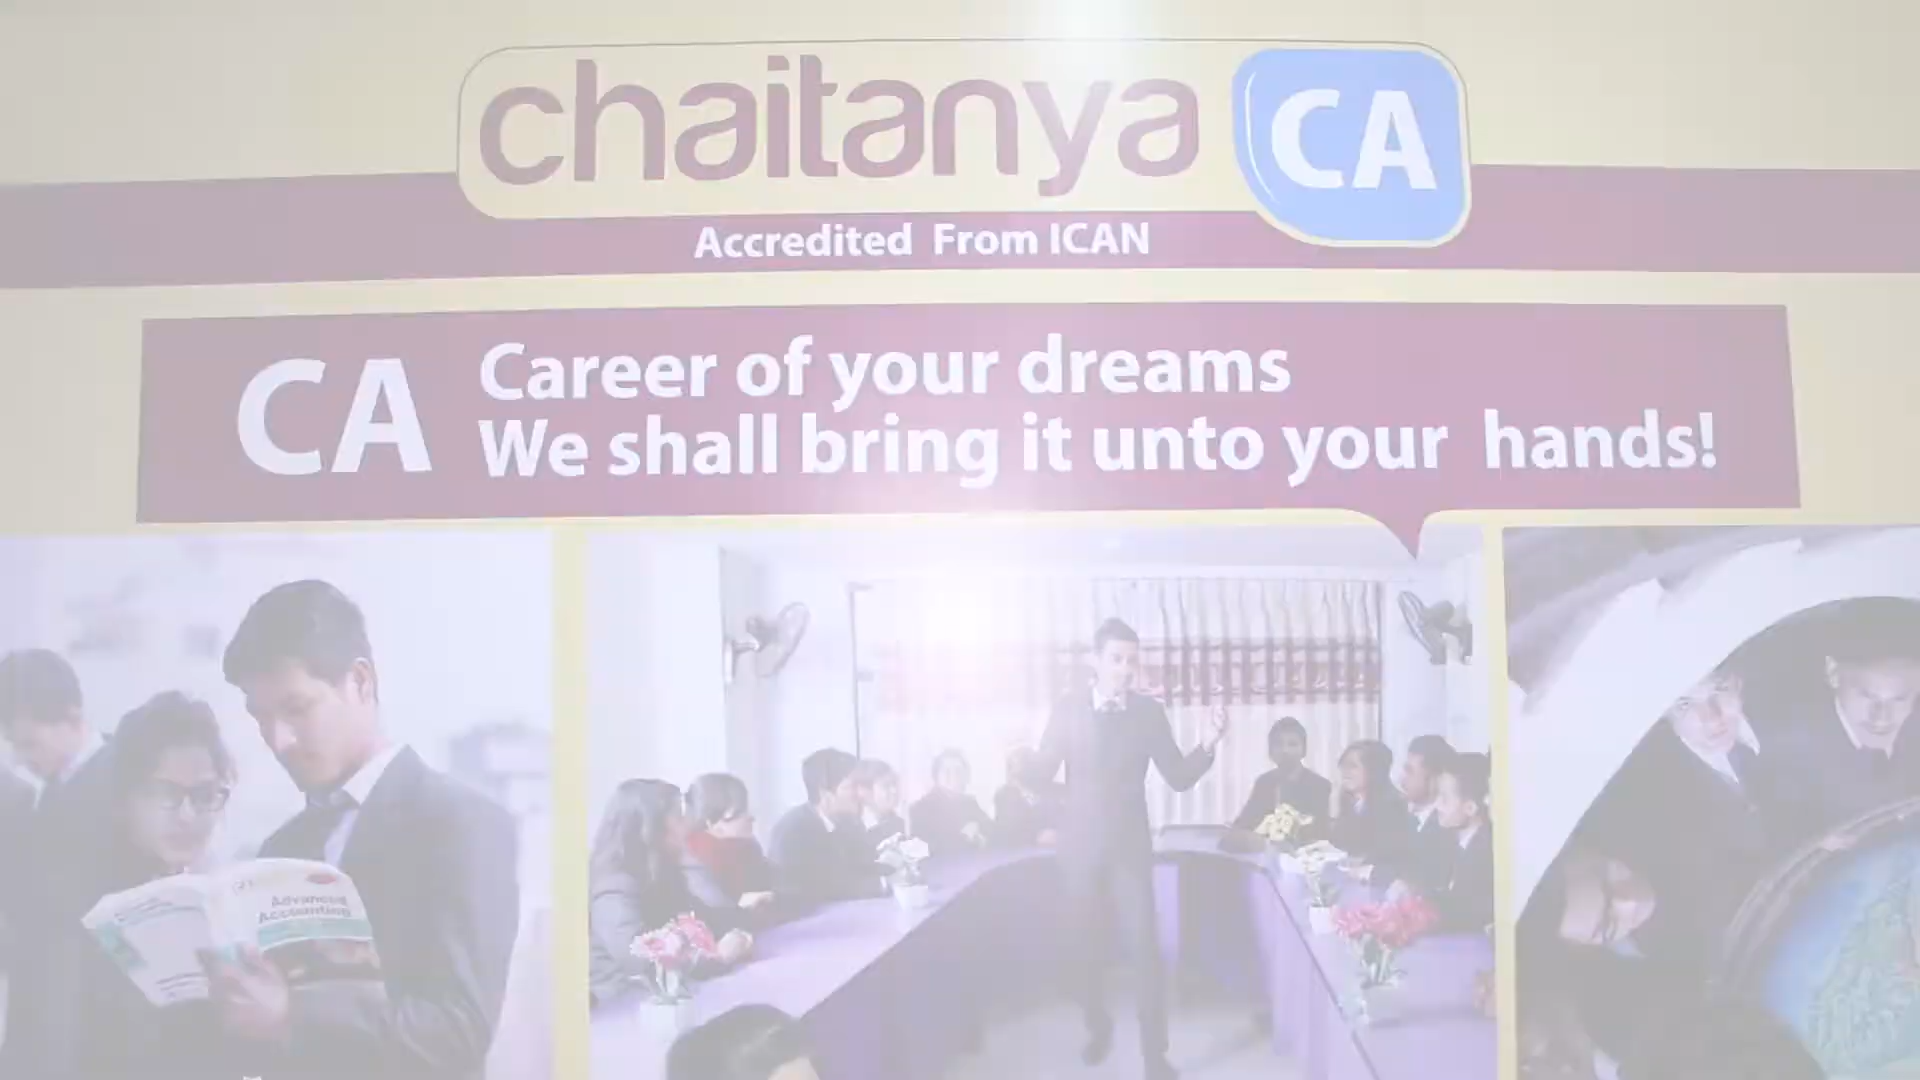 chaitanya CA
Accredited From ICAN
CA
Career of your dreams
We shall bring it unto your hands!
Advanced
Accounting